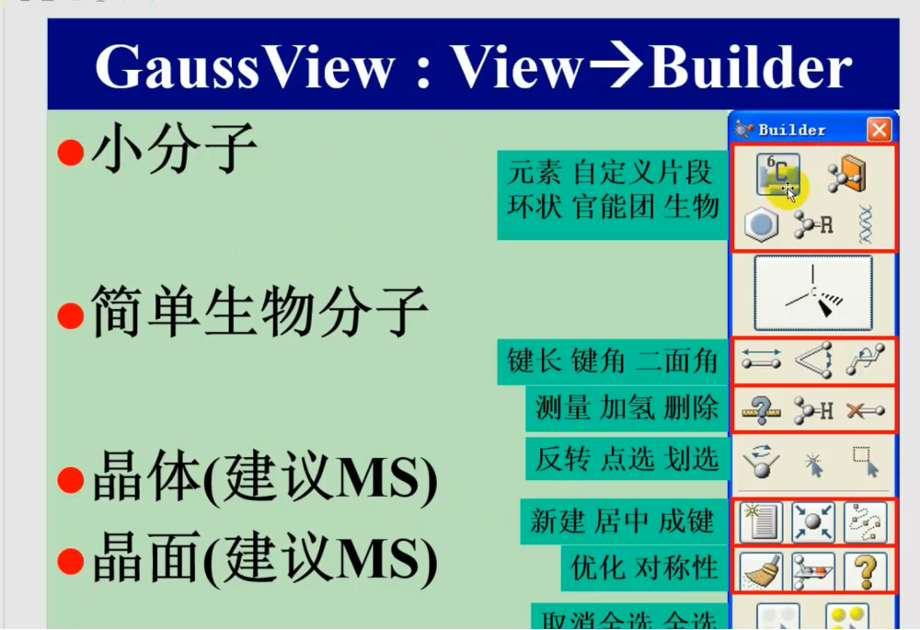 GaussView : View→Builder
●小分子
●简单生物分子
●晶体(建议MS)
●晶面(建议MS)
元素 自定义片段
环状 官能团 生物
键长 键角 二面角
测量 加氢 删除
反转 点选 划选
新建 居中 成键
优化 对称性
取消全选 全选
Builder
6
C
R
C
H
?